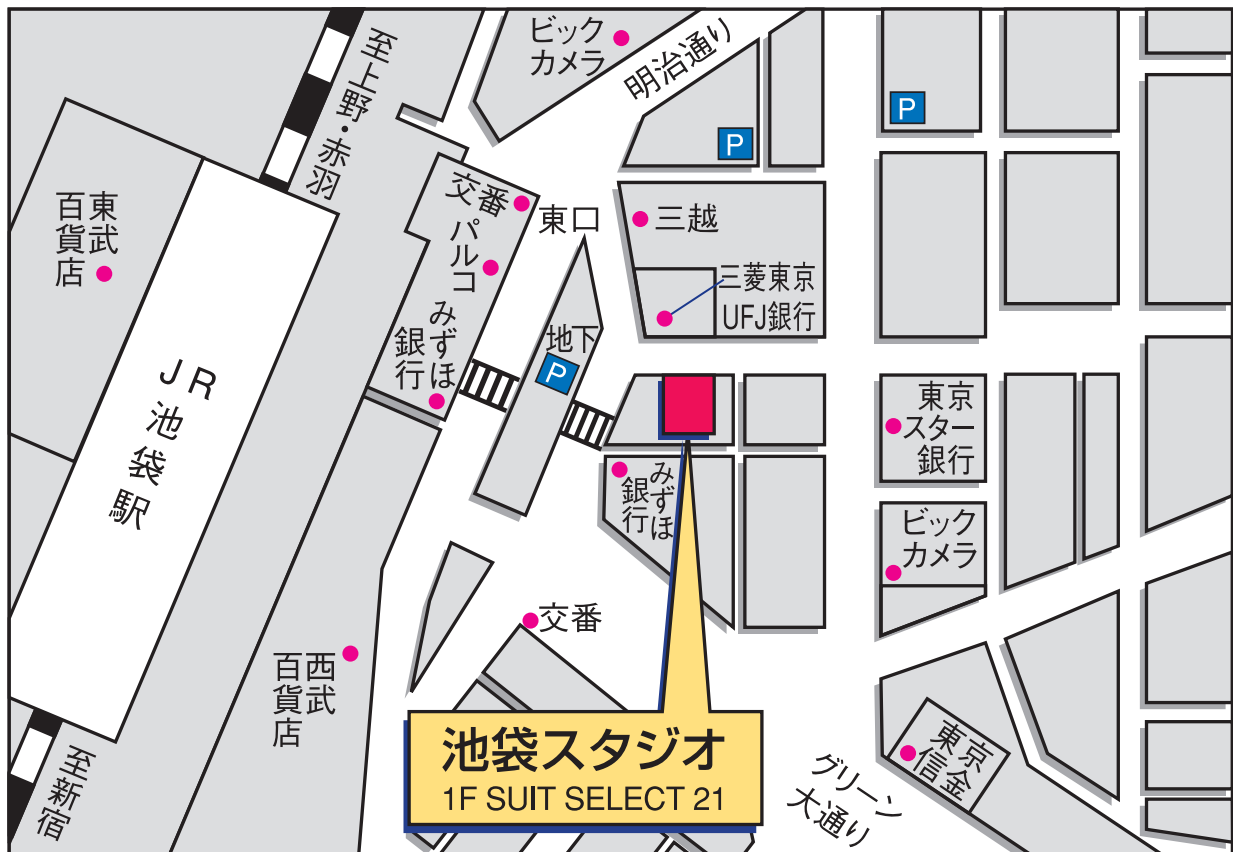 至上野・赤羽
ビック
カメラ
明治通り
P
P
交番
東口
三越
東武
百貨店
パルコ
三菱東京
UFJ銀行
みずほ
銀行
地下
P
JR
池袋駅
東京
スター
銀行
みずほ
銀行
ビック
カメラ
交番
西武
百貨店
池袋スタジオ
1F SUIT SELECT 21
東京
信金
グリーン
大通り
至新宿